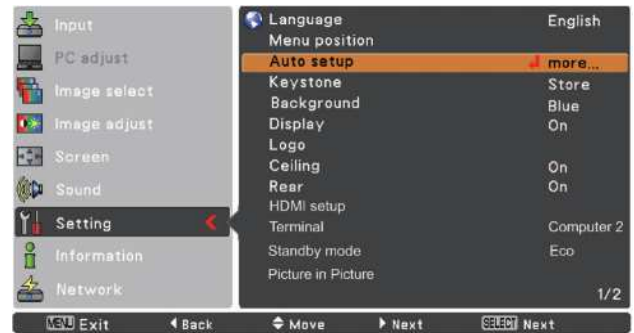 Input
PC adjust
Image select
Image adjust
Screen
Sound
Setting
Information
Network
Language English
Menu position
Auto setup more...
Keystone Store
Background Blue
Display On
Logo
Ceiling On
Rear On
HDMI setup
Terminal Computer 2
Standby mode Eco
Picture in Picture
1/2
MENU Exit Back Move Next SELECT Next